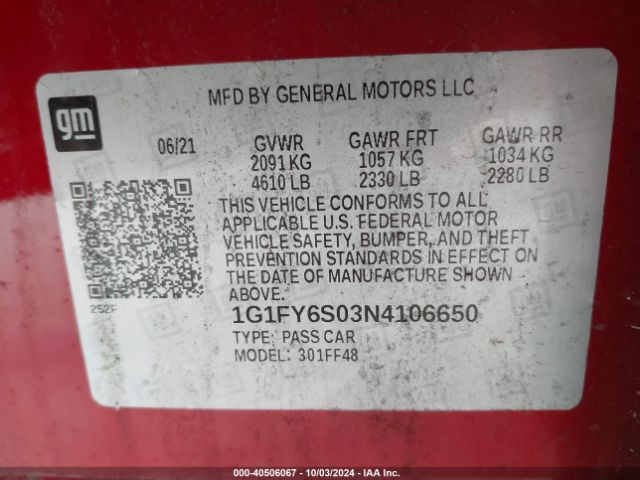 gm
MFD BY GENERAL MOTORS LLC
06/21 GVWR GAWR FRT GAWR RR
2091 KG 1057 KG 1034 KG
4610 LB 2330 LB 2280 LB
THIS VEHICLE CONFORMS TO ALL
APPLICABLE U.S. FEDERAL MOTOR
VEHICLE SAFETY, BUMPER, AND THEFT
PREVENTION STANDARDS IN EFFECT ON
THE DATE OF MANUFACTURE SHOWN
ABOVE.
252F
1G1FY6S03N4106650
TYPE: PASS CAR
MODEL: 301FF48
000-40506067 - 10/03/2024 - IAA Inc.